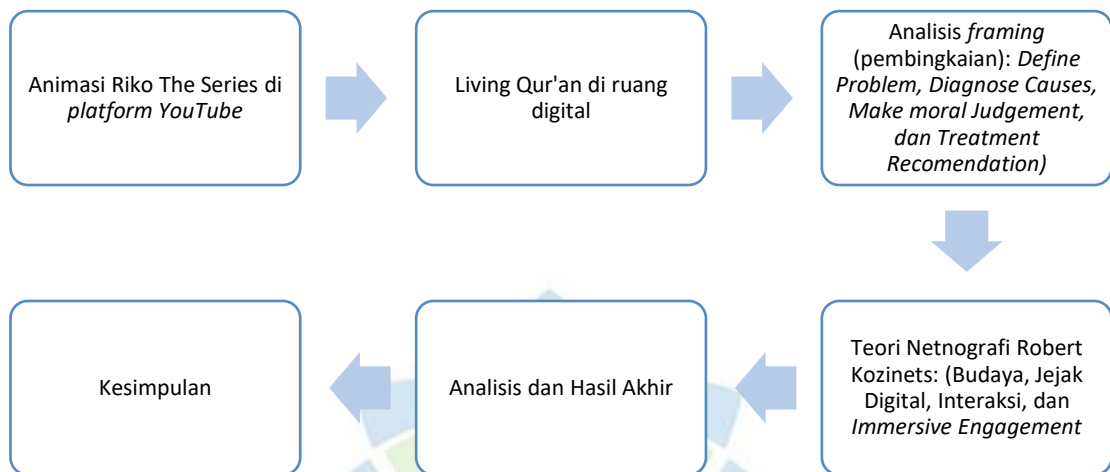 Animasi Riko The Series di
platform YouTube
Living Qur'an di ruang
digital
Analisis framing
(pembingkaian): Define
Problem, Diagnose Causes,
Make moral Judgement,
dan Treatment
Recomendation)
Teori Netnografi Robert
Kozinets: (Budaya, Jejak
Digital, Interaksi, dan
Immersive Engagement
Analisis dan Hasil Akhir
Kesimpulan